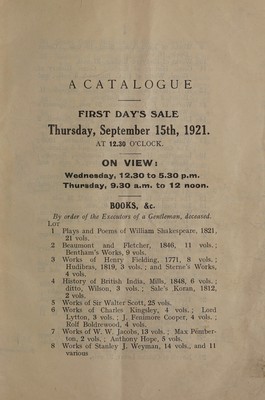 A CATALOGUE
FIRST DAY'S SALE
Thursday, September 15th, 1921.
AT 12.30 O'CLOCK.
ON VIEW:
Wednesday, 12.30 to 5.30 p.m.
Thursday, 9.30 a.m. to 12 noon.
BOOKS, &c.
By order of the Executors of a Gentleman, deceased.
LOT
1 Plays and Poems of William Shakespeare, 1821,
21 vols.
2 Beaumont and Fletcher, 1846, 11 vols. ;
Bentham's Works, 9 vols.
3 Works of Henry Fielding, 1771, 8 vols. ;
Hudibras, 1819, 3 vols. ; and Sterne's Works,
4 vols.
4 History of British India, Mills, 1848, 6 vols. ;
ditto, Wilson, 3 vols. ; Sale's Koran, 1812,
2 vols.
5 Works of Sir Walter Scott, 25 vols.
6 Works of Charles Kingsley, 4 vols. ; Lord
Lytton, 3 vols. ; J. Fenimore Cooper, 4 vols. ;
Rolf Boldrewood, 4 vols.
7 Works of W. W. Jacobs, 13 vols. ; Max Pember-
ton, 2 vols. ; Anthony Hope, 5 vols.
8 Works of Stanley J. Weyman, 14 vols., and 11
various